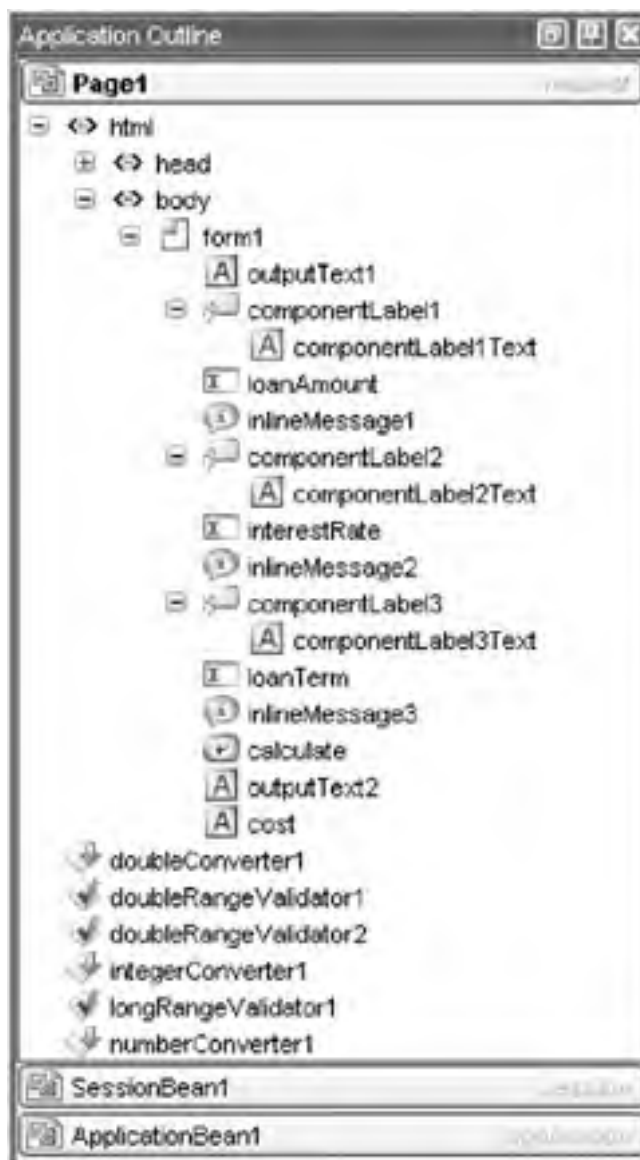 Application Outline
Page1
html
head
body
form1
outputText1
componentLabel1
componentLabel1Text
loanAmount
inlineMessage1
componentLabel2
componentLabel2Text
interestRate
inlineMessage2
componentLabel3
componentLabel3Text
loanTerm
inlineMessage3
calculate
outputText2
cost
doubleConverter1
doubleRangeValidator1
doubleRangeValidator2
integerConverter1
longRangeValidator1
numberConverter1
SessionBean1
ApplicationBean1